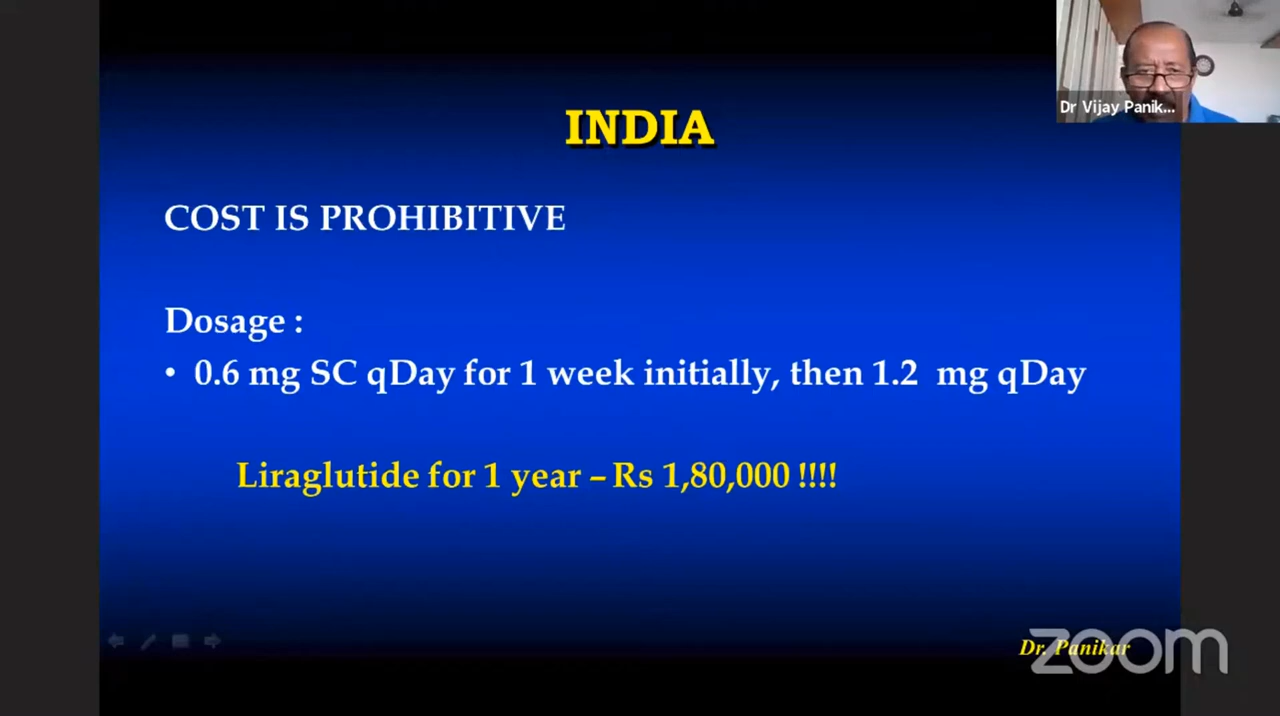 Dr Vijay Panik...
INDIA
COST IS PROHIBITIVE
Dosage :
• 0.6 mg SC qDay for 1 week initially, then 1.2 mg qDay
Liraglutide for 1 year – Rs 1,80,000 !!!!
Dr. Panikar
zoom